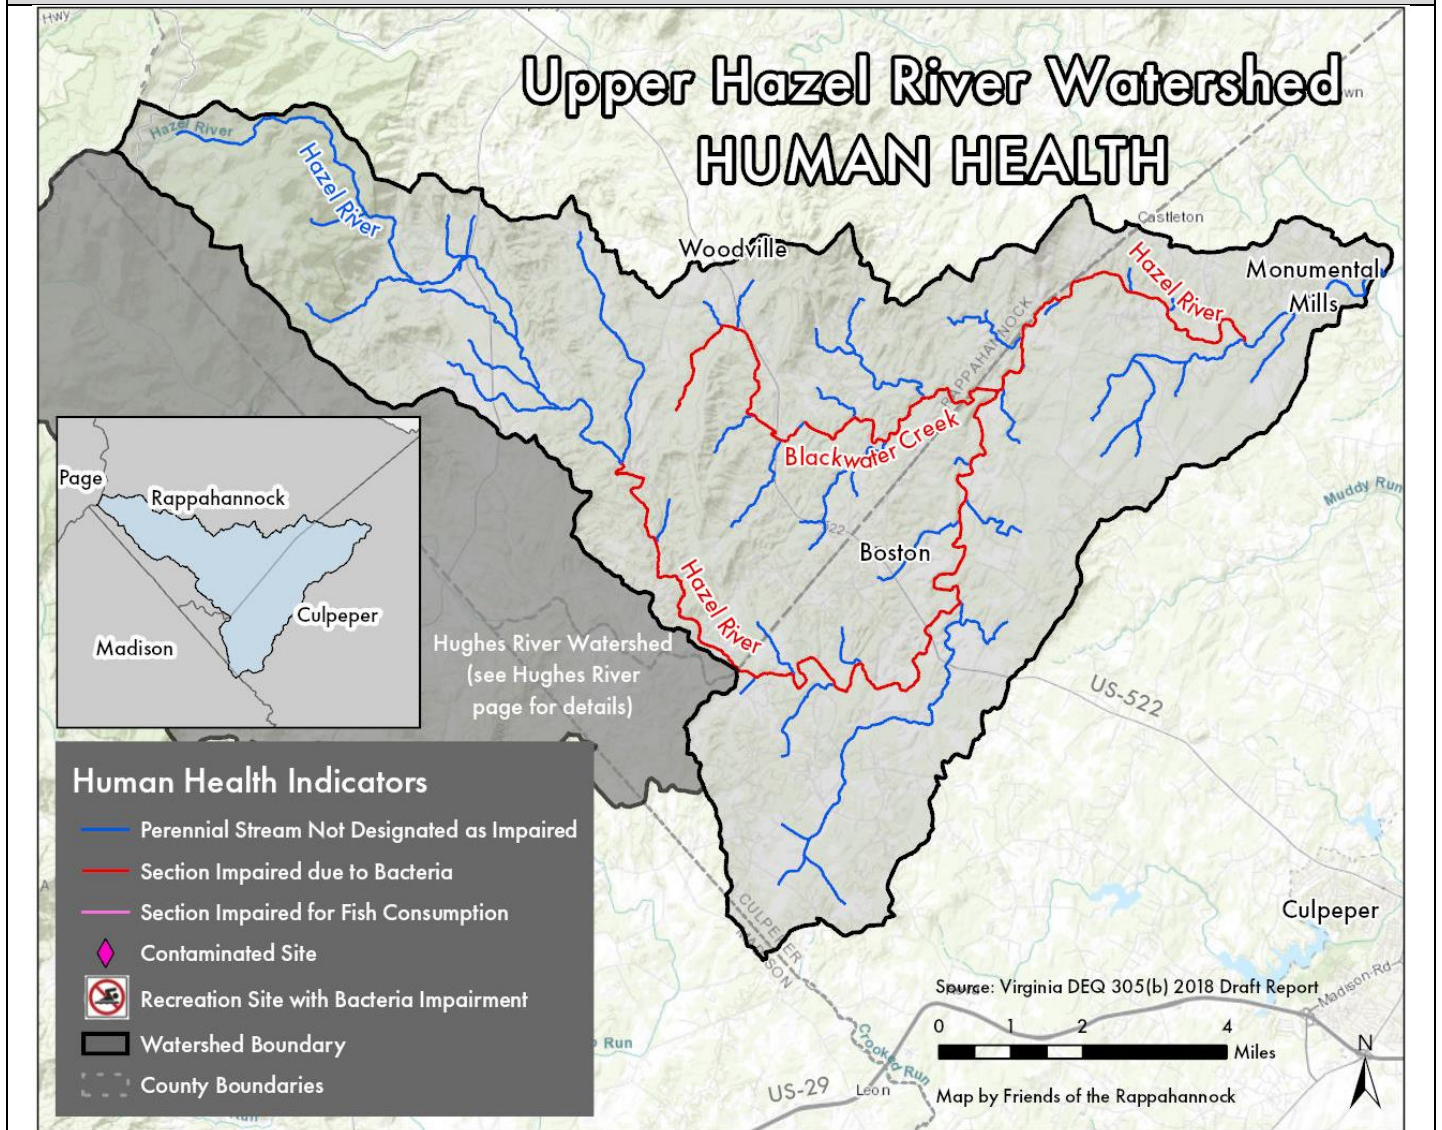 Hwy
Upper Hazel River Watershed
HUMAN HEALTH
Hazel River
Hazel River
Woodville
Castleton
Hazel River
Monumental
Mills
RAPPAHANNOCK
Blackwater Creek
Muddy Run
Page
Rappahannock
Culpeper
Madison
522
Boston
Hazel River
Hughes River Watershed
(see Hughes River
page for details)
US-522
Human Health Indicators
Perennial Stream Not Designated as Impaired
Section Impaired due to Bacteria
Section Impaired for Fish Consumption
Contaminated Site
Recreation Site with Bacteria Impairment
Watershed Boundary
County Boundaries
CULPEPER
MADISON
Culpeper
Source: Virginia DEQ 305(b) 2018 Draft Report
Madison-Rd
0 1 2 4
Miles
N
Run
Crooked Run
US-29
Leon
Map by Friends of the Rappahannock